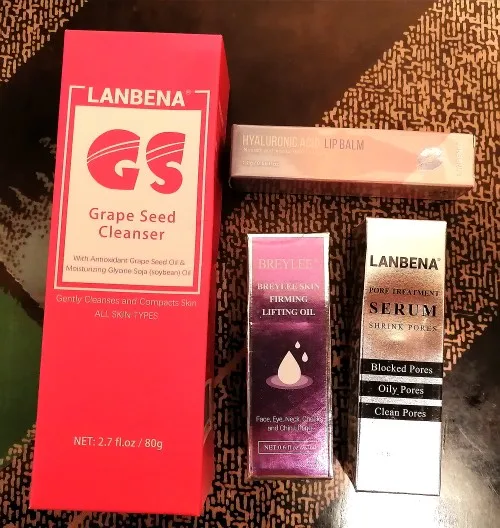 LANBENA®
GS
Grape Seed
Cleanser
With Antioxidant Grape Seed Oil &
Moisturizing Glycine Soja (soybean) Oil
Gently Cleanses and Compacts Skin
ALL SKIN TYPES
NET: 2.7 fl.oz / 80g
HYALURONIC ACID LIP BALM
BREYLEE®
BREYLEE SKIN
FIRMING
LIFTING OIL
Face, Eye, Neck, Cheek
and Chin Lifting
LANBENA®
PORE TREATMENT
SERUM
SHRINK PORES
Blocked Pores
Oily Pores
Clean Pores